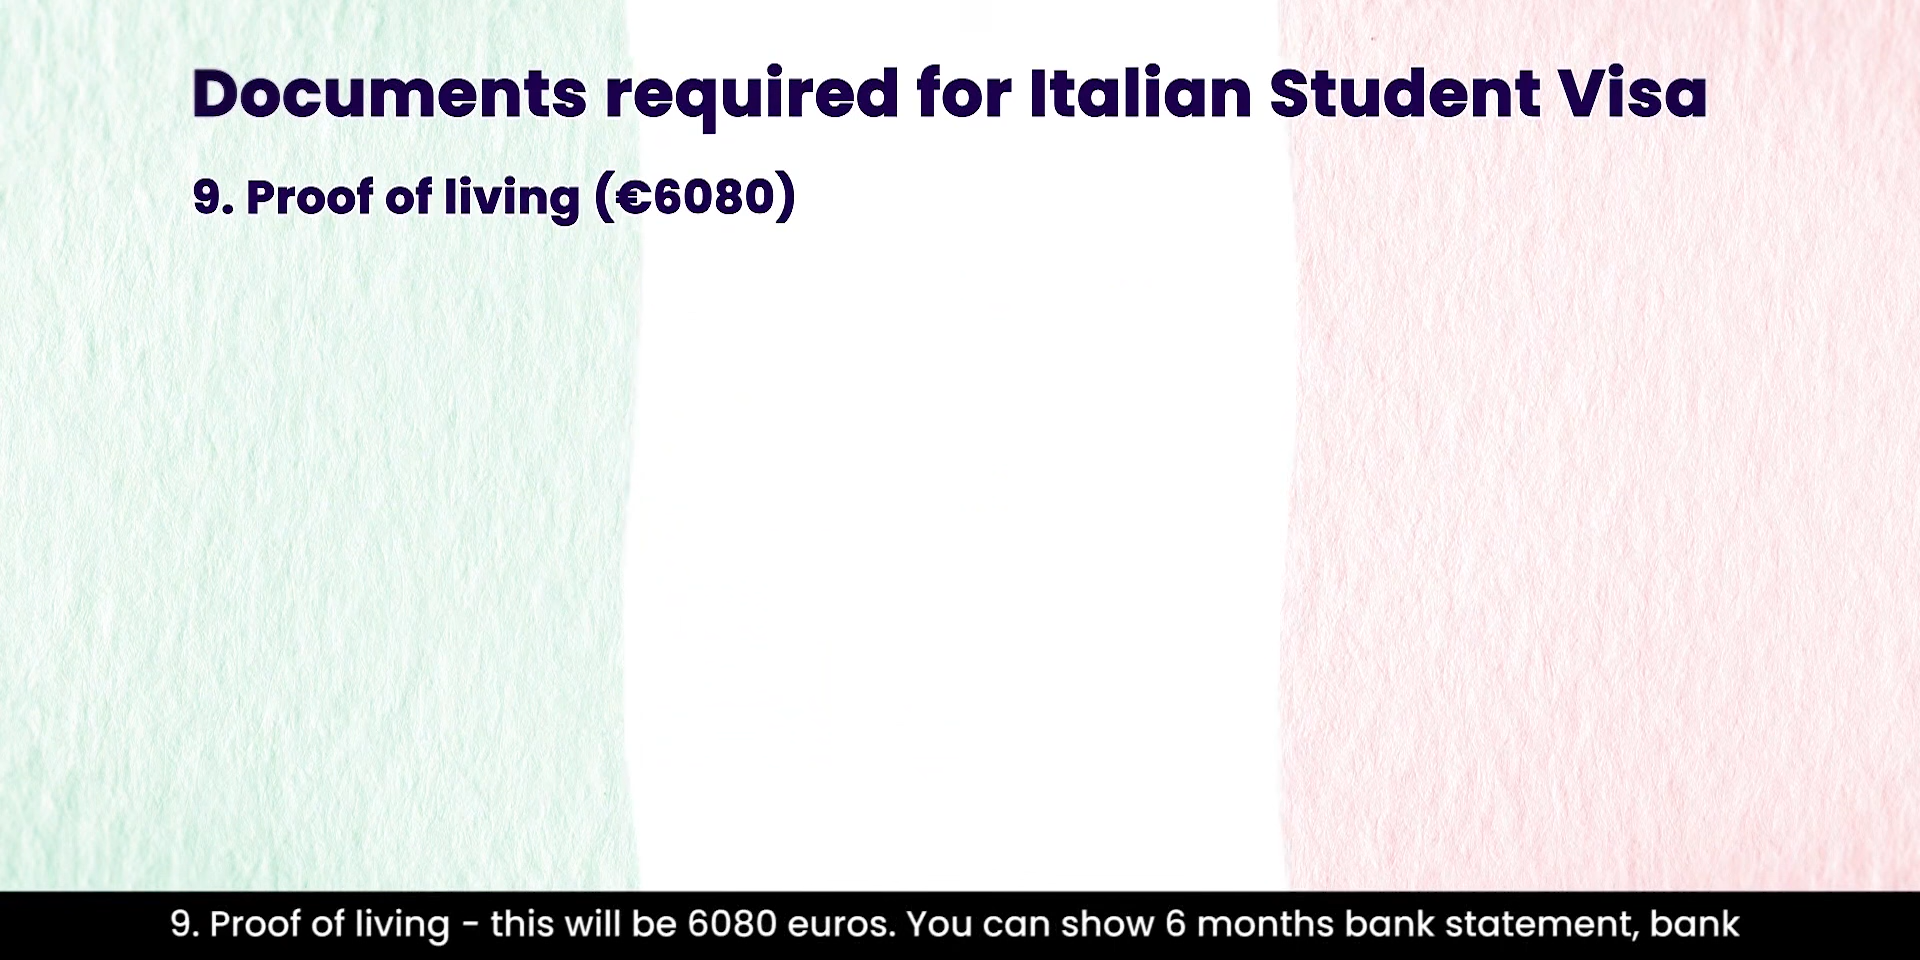 Documents required for Italian Student Visa
9. Proof of living (€6080)
9. Proof of living - this will be 6080 euros. You can show 6 months bank statement, bank